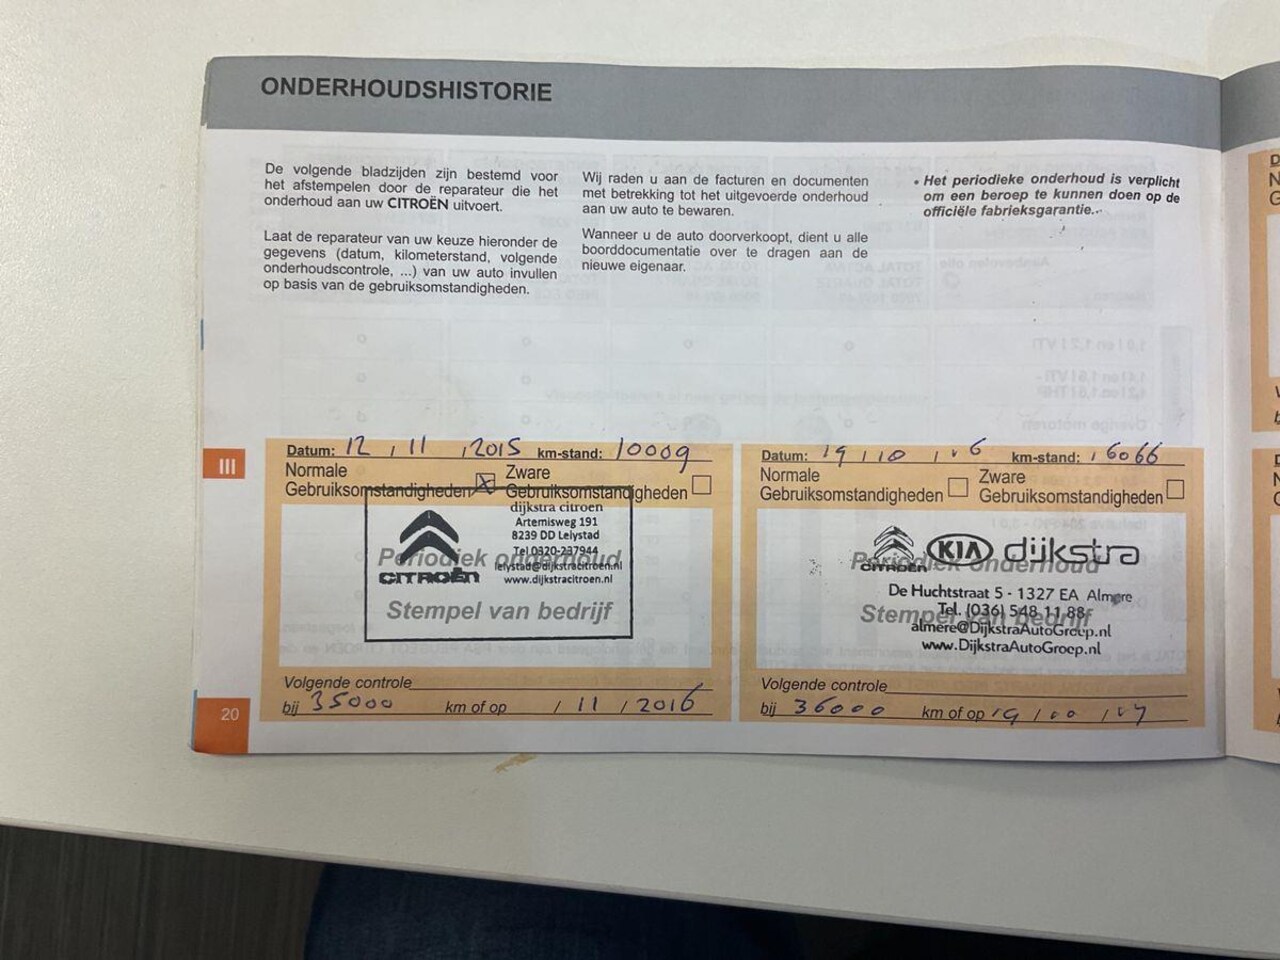 ONDERHOUDSHISTORIE
De volgende bladzijden zijn bestemd voor
het afstempelen door de reparateur die het
onderhoud aan uw CITROËN uitvoert.
Laat de reparateur van uw keuze hieronder de
gegevens (datum, kilometerstand, volgende
onderhoudscontrole, ...) van uw auto invullen
op basis van de gebruiksomstandigheden.
Wij raden u aan de facturen en documenten
met betrekking tot het uitgevoerde onderhoud
aan uw auto te bewaren.
Wanneer u de auto doorverkoopt, dient u alle
boorddocumentatie over te dragen aan de
nieuwe eigenaar.
• Het periodieke onderhoud is verplicht
om een beroep te kunnen doen op de
officiële fabrieksgarantie.
III
Datum: 12 , 11 , 2015 km-stand: 10009
Normale
Gebruiksomstandigheden
Zware
Gebruiksomstandigheden
dijkstra citroen
Artemisweg 191
8239 DD Lelystad
Tel.0320-237944
lelystad@dijkstracitroen.nl
www.dijkstracitroen.nl
CITROËN
Periodiek onderhoud
Stempel van bedrijf
Volgende controle
bij 35000 km of op / 11 / 2016
Datum: 19 , 10 , km-stand: 16066
Normale
Gebruiksomstandigheden
Zware
Gebruiksomstandigheden
CITROËN KIA dijkstra
Periodiek onderhoud
De Huchtstraat 5 - 1327 EA Almere
Tel. (036) 548 11 88
Stempel van bedrijf
almere@DijkstraAutoGroep.nl
www.DijkstraAutoGroep.nl
Volgende controle
bij 36000 km of op 19
20